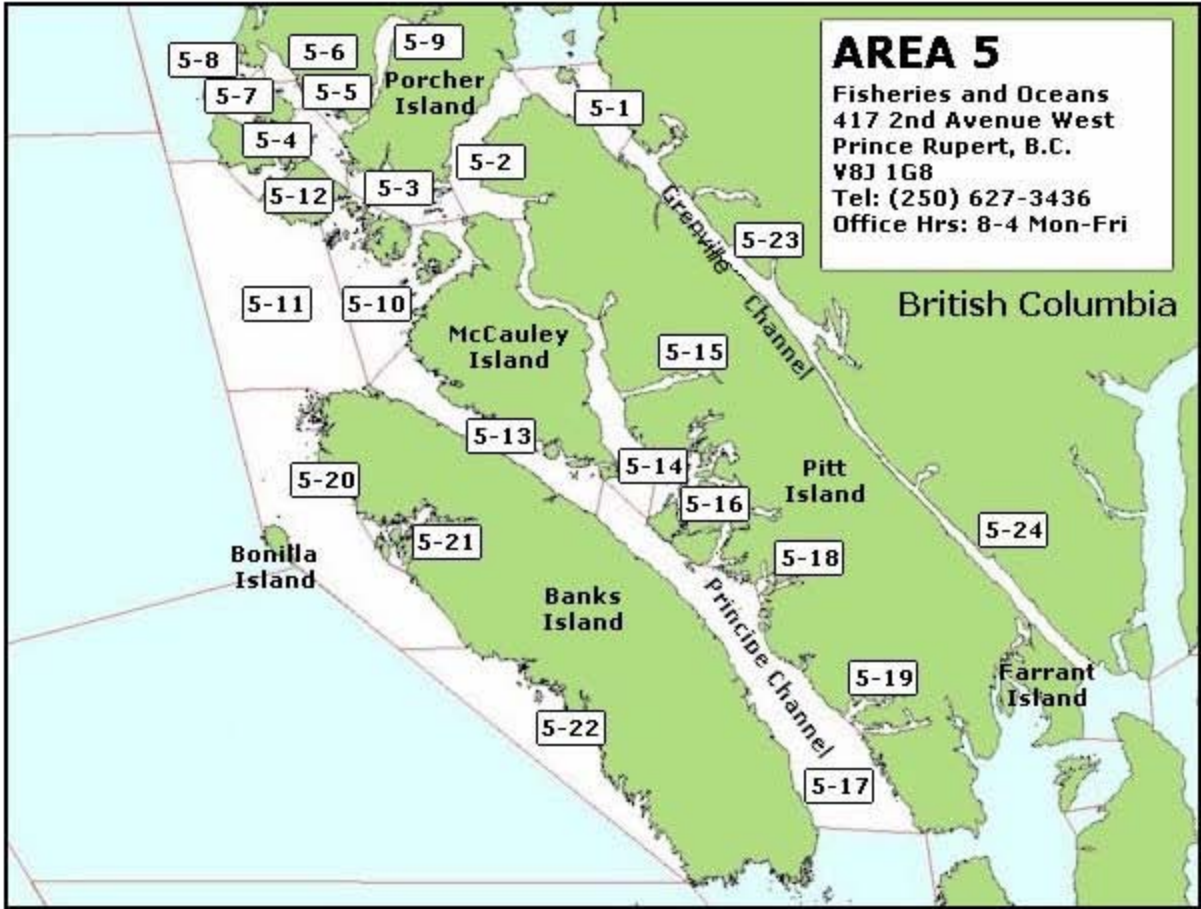 AREA 5
Fisheries and Oceans
417 2nd Avenue West
Prince Rupert, B.C.
V8J 1G8
Tel: (250) 627-3436
Office Hrs: 8-4 Mon-Fri
5-8
5-6
5-9
5-7
5-5
Porcher
Island
5-1
5-4
5-2
5-12
5-3
Grenville
Channel
5-23
British Columbia
5-11
5-10
McCauley
Island
5-15
5-13
5-14
Pitt
Island
5-20
5-16
5-21
5-24
Bonilla
Island
5-18
Banks
Island
Principe Channel
5-19
Farrant
Island
5-22
5-17